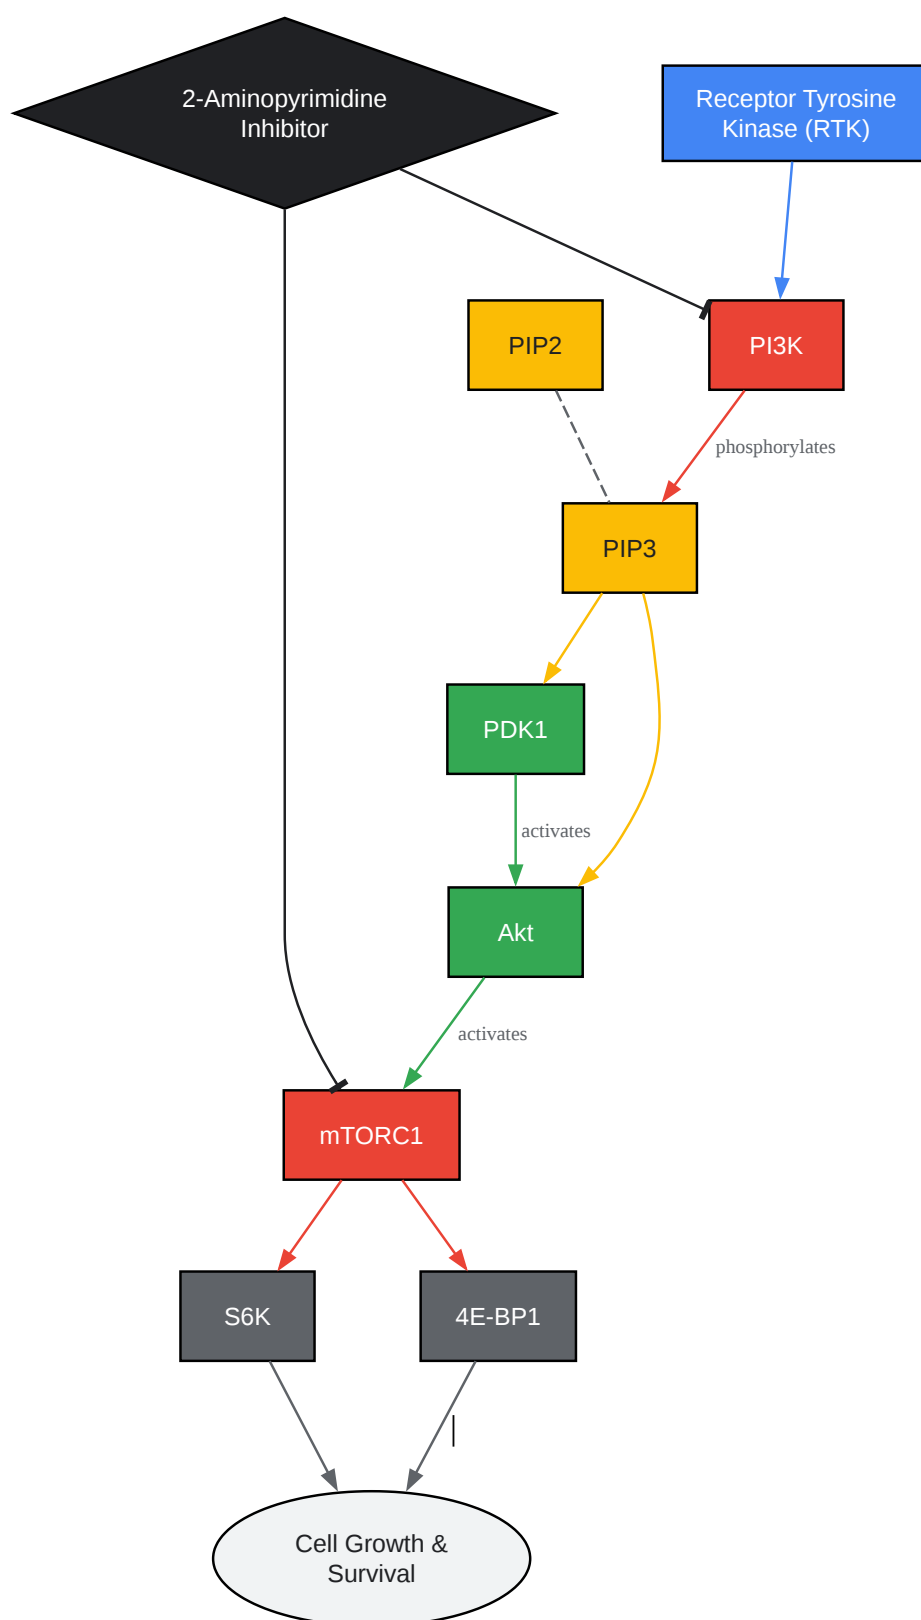 2-Aminopyrimidine
Inhibitor
Receptor Tyrosine
Kinase (RTK)
PIP2
PI3K
phosphorylates
PIP3
PDK1
activates
Akt
activates
mTORC1
S6K
4E-BP1
|
Cell Growth &
Survival